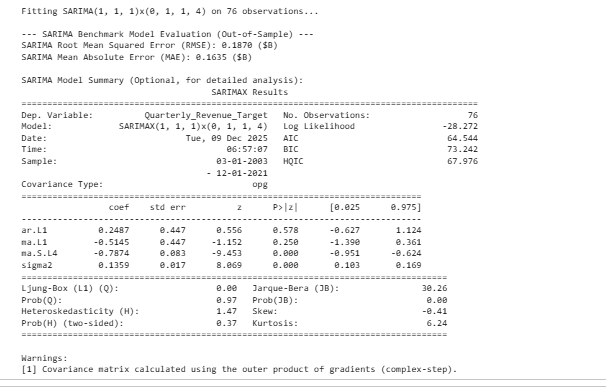 Fitting SARIMA(1, 1, 1)x(0, 1, 1, 4) on 76 observations...
--- SARIMA Benchmark Model Evaluation (Out-of-Sample) ---
SARIMA Root Mean Squared Error (RMSE): 0.1870 ($B)
SARIMA Mean Absolute Error (MAE): 0.1635 ($B)
SARIMA Model Summary (Optional, for detailed analysis):
SARIMAX Results
==============================================================================
Dep. Variable: Quarterly_Revenue_Target No. Observations: 76
Model: SARIMAX(1, 1, 1)x(0, 1, 1, 4) Log Likelihood -28.272
Date: Tue, 09 Dec 2025 AIC 64.544
Time: 06:57:07 BIC 73.242
Sample: 03-01-2003 HQIC 67.976
- 12-01-2021
Covariance Type: opg
==============================================================================
coef std err z P>|z| [0.025 0.975]
------------------------------------------------------------------------------
ar.L1 0.2487 0.447 0.556 0.578 -0.627 1.124
ma.L1 -0.5145 0.447 -1.152 0.250 -1.390 0.361
ma.S.L4 -0.7874 0.083 -9.453 0.000 -0.951 -0.624
sigma2 0.1359 0.017 8.069 0.000 0.103 0.169
==============================================================================
Ljung-Box (L1) (Q): 0.00 Jarque-Bera (JB): 30.26
Prob(Q): 0.97 Prob(JB): 0.00
Heteroskedasticity (H): 1.47 Skew: -0.41
Prob(H) (two-sided): 0.37 Kurtosis: 6.24
==============================================================================
Warnings:
[1] Covariance matrix calculated using the outer product of gradients (complex-step).